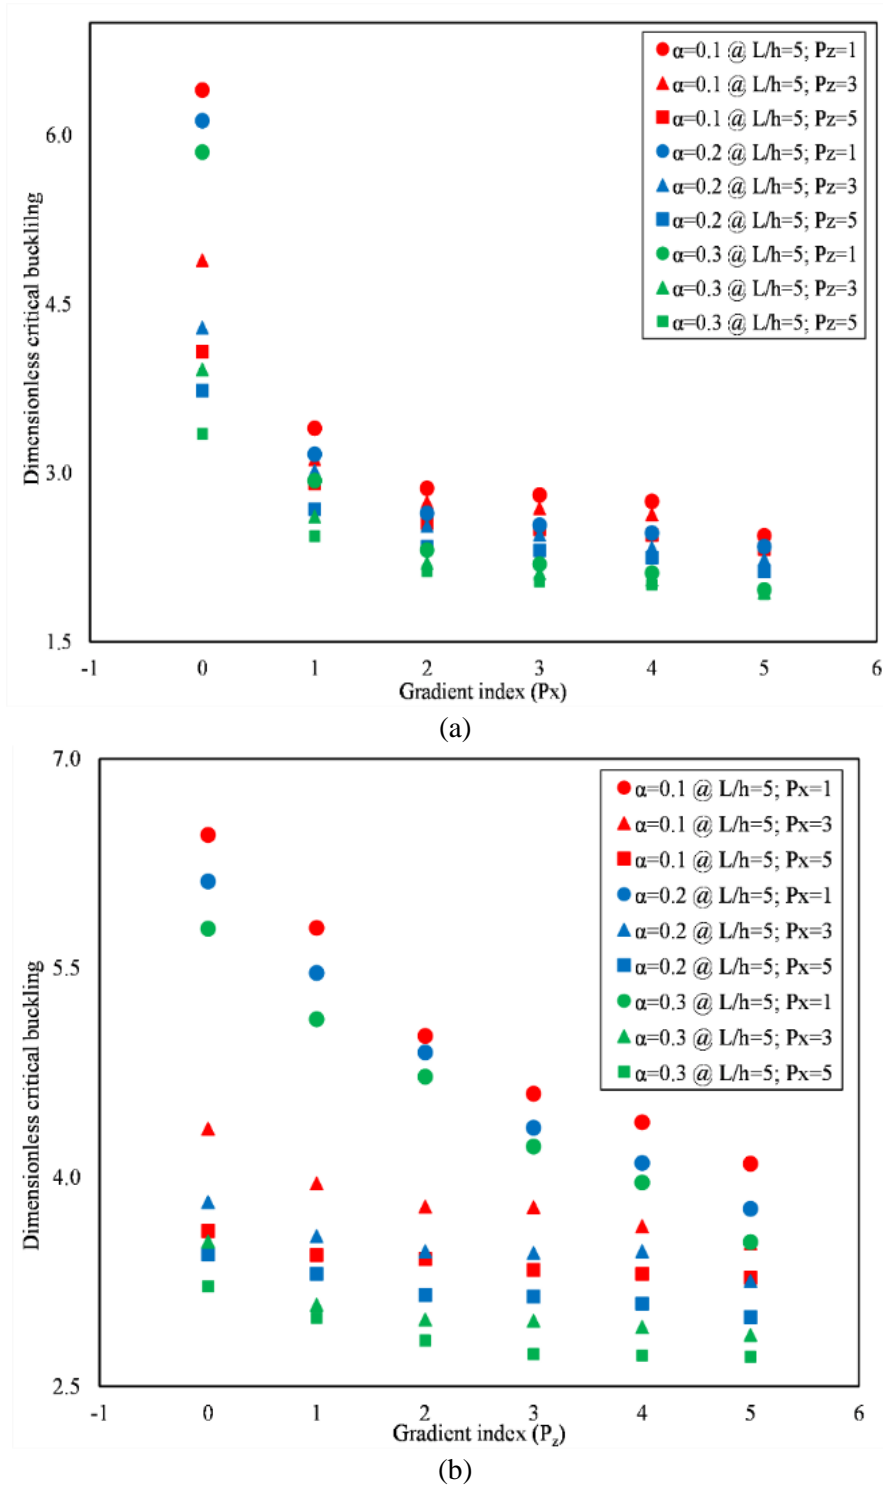 α=0.1 @ L/h=5; Pz=1
α=0.1 @ L/h=5; Pz=3
α=0.1 @ L/h=5; Pz=5
α=0.2 @ L/h=5; Pz=1
α=0.2 @ L/h=5; Pz=3
α=0.2 @ L/h=5; Pz=5
α=0.3 @ L/h=5; Pz=1
α=0.3 @ L/h=5; Pz=3
α=0.3 @ L/h=5; Pz=5
Dimensionless critical bucklilng
6.0
4.5
3.0
1.5
-1 0 1 2 3 4 5 6
Gradient index (Px)
(a)
7.0
α=0.1 @ L/h=5; Px=1
α=0.1 @ L/h=5; Px=3
α=0.1 @ L/h=5; Px=5
α=0.2 @ L/h=5; Px=1
α=0.2 @ L/h=5; Px=3
α=0.2 @ L/h=5; Px=5
α=0.3 @ L/h=5; Px=1
α=0.3 @ L/h=5; Px=3
α=0.3 @ L/h=5; Px=5
Dimensionless critical buckling
5.5
4.0
2.5
-1 0 1 2 3 4 5 6
Gradient index (Pz)
(b)